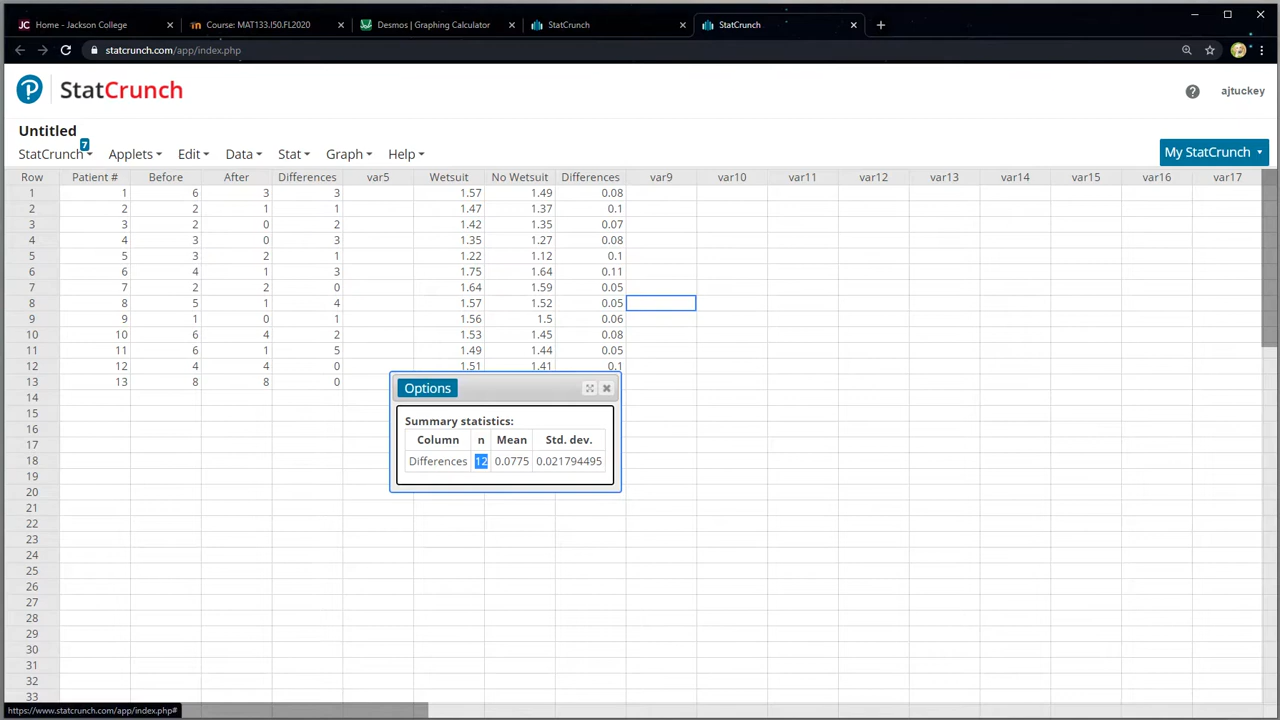 Home - Jackson College × Course: MAT133.I50.FL2020 × Desmos | Graphing Calculator × StatCrunch × StatCrunch × +
statcrunch.com/app/index.php
StatCrunch
ajtuckey
Untitled
7
StatCrunch Applets Edit Data Stat Graph Help
My StatCrunch
Row Patient # Before After Differences var5 Wetsuit No Wetsuit Differences var9 var10 var11 var12 var13 var14 var15 var16 var17
1 1 6 3 3 1.57 1.49 0.08
2 2 2 1 1 1.47 1.37 0.1
3 3 2 0 2 1.42 1.35 0.07
4 4 3 0 3 1.35 1.27 0.08
5 5 3 2 1 1.22 1.12 0.1
6 6 4 1 3 1.75 1.64 0.11
7 7 2 2 0 1.64 1.59 0.05
8 8 5 1 4 1.57 1.52 0.05
9 9 1 0 1 1.56 1.5 0.06
10 10 6 4 2 1.53 1.45 0.08
11 11 6 1 5 1.49 1.44 0.05
12 12 4 4 0 1.51 1.41 0.1
13 13 8 8 0
Options
Summary statistics:
Column n Mean Std. dev.
Differences 12 0.0775 0.021794495
14
15
16
17
18
19
20
21
22
23
24
25
26
27
28
29
30
31
32
33
https://www.statcrunch.com/app/index.php#